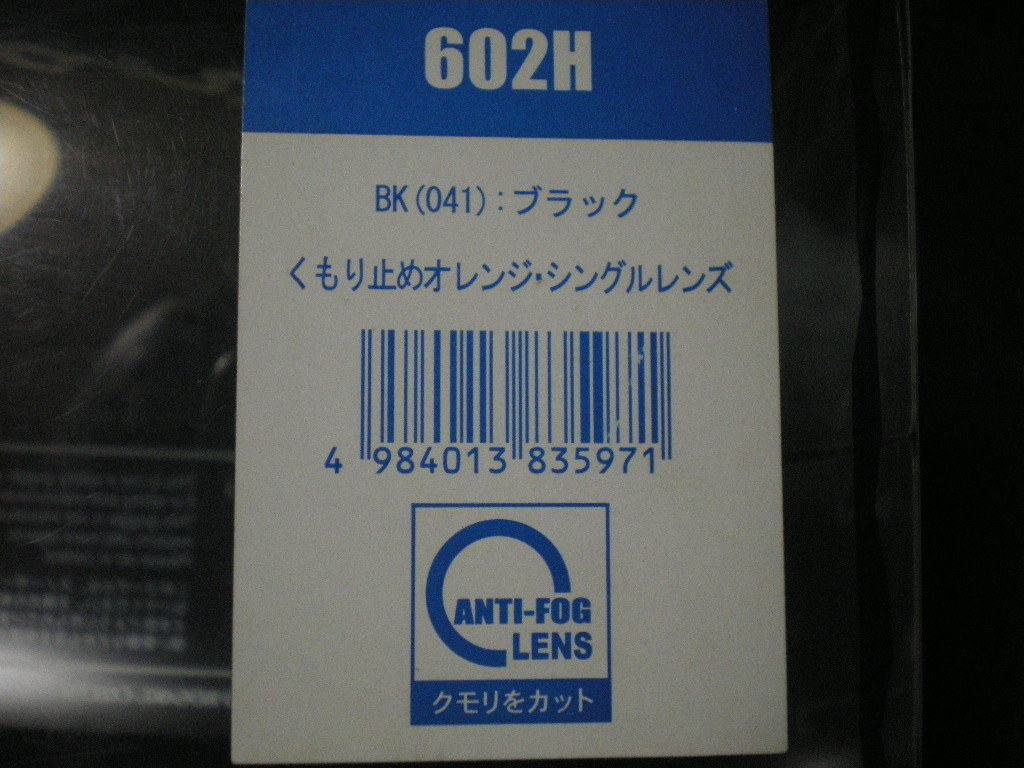 602H
BK(041):ブラック
くもり止めオレンジ・シングルレンズ
4 984013 835971
ANTI-FOG
LENS
クモリをカット